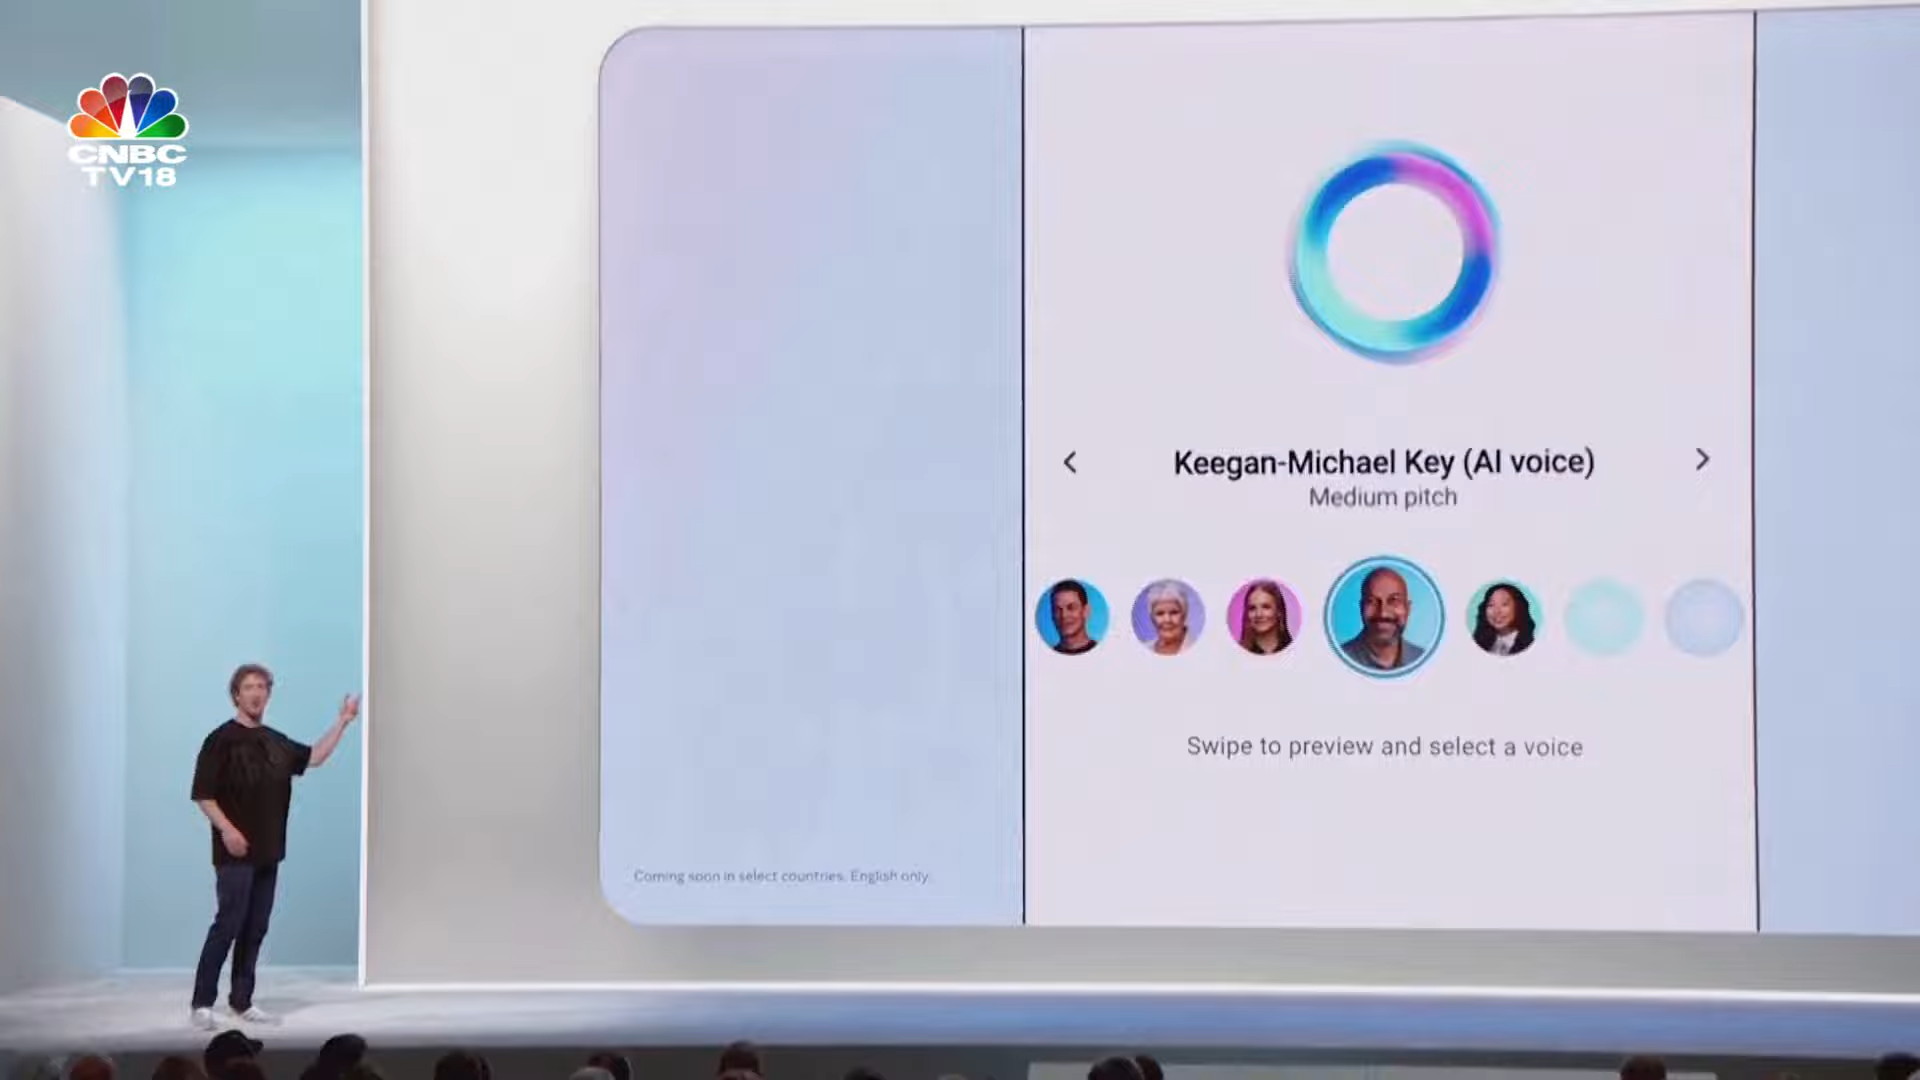 CNBC
TV18
Keegan-Michael Key (AI voice)
Medium pitch
Swipe to preview and select a voice
Coming soon in select countries. English only.